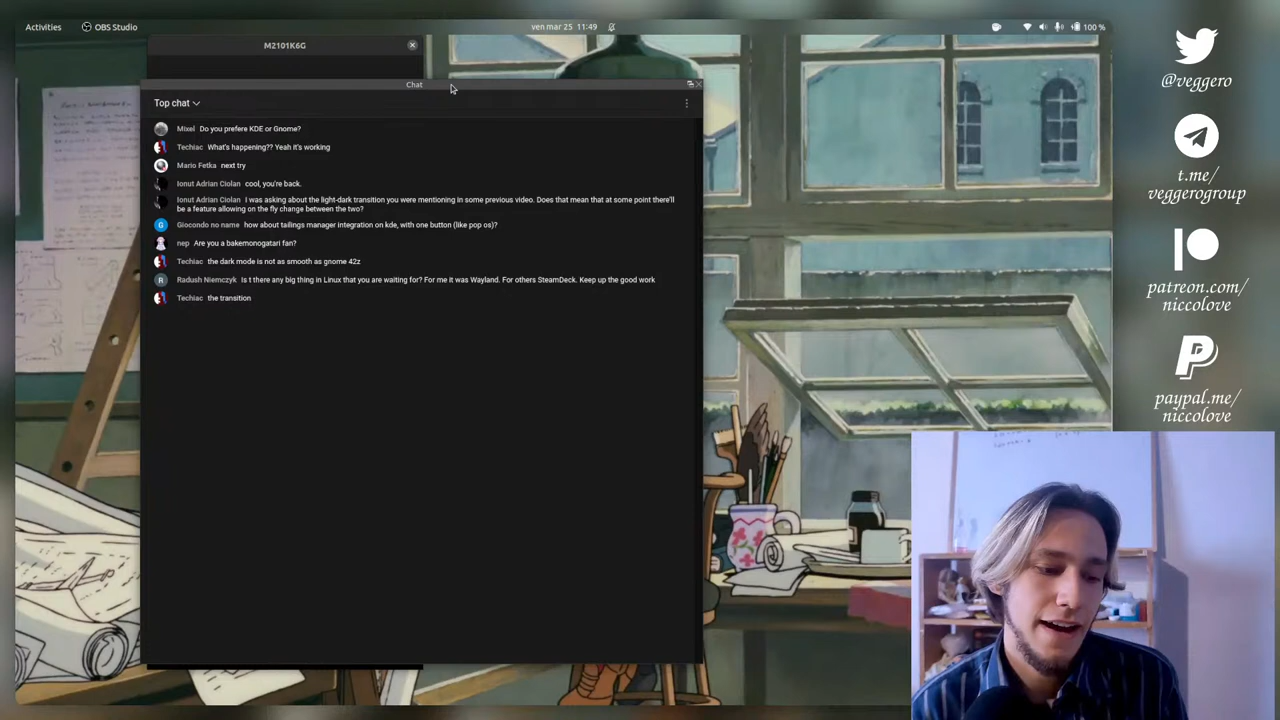 Activities
OBS Studio
ven mar 25 11:49
100 %
M2101K6G
Chat
Top chat
Mixel Do you prefere KDE or Gnome?
Techiac What's happening?? Yeah it's working
Mario Fetka next try
Ionut Adrian Ciolan cool, you're back.
Ionut Adrian Ciolan I was asking about the light-dark transition you were mentioning in some previous video. Does that mean that at some point there'll
be a feature allowing on the fly change between the two?
G
Giocondo no name how about tailings manager integration on kde, with one button (like pop os)?
nep Are you a bakemonogatari fan?
Techiac the dark mode is not as smooth as gnome 42z
R
Radush Niemczyk Is t there any big thing in Linux that you are waiting for? For me it was Wayland. For others SteamDeck. Keep up the good work
Techiac the transition
@veggero
t.me/
veggerogroup
patreon.com/
niccolove
paypal.me/
niccolove